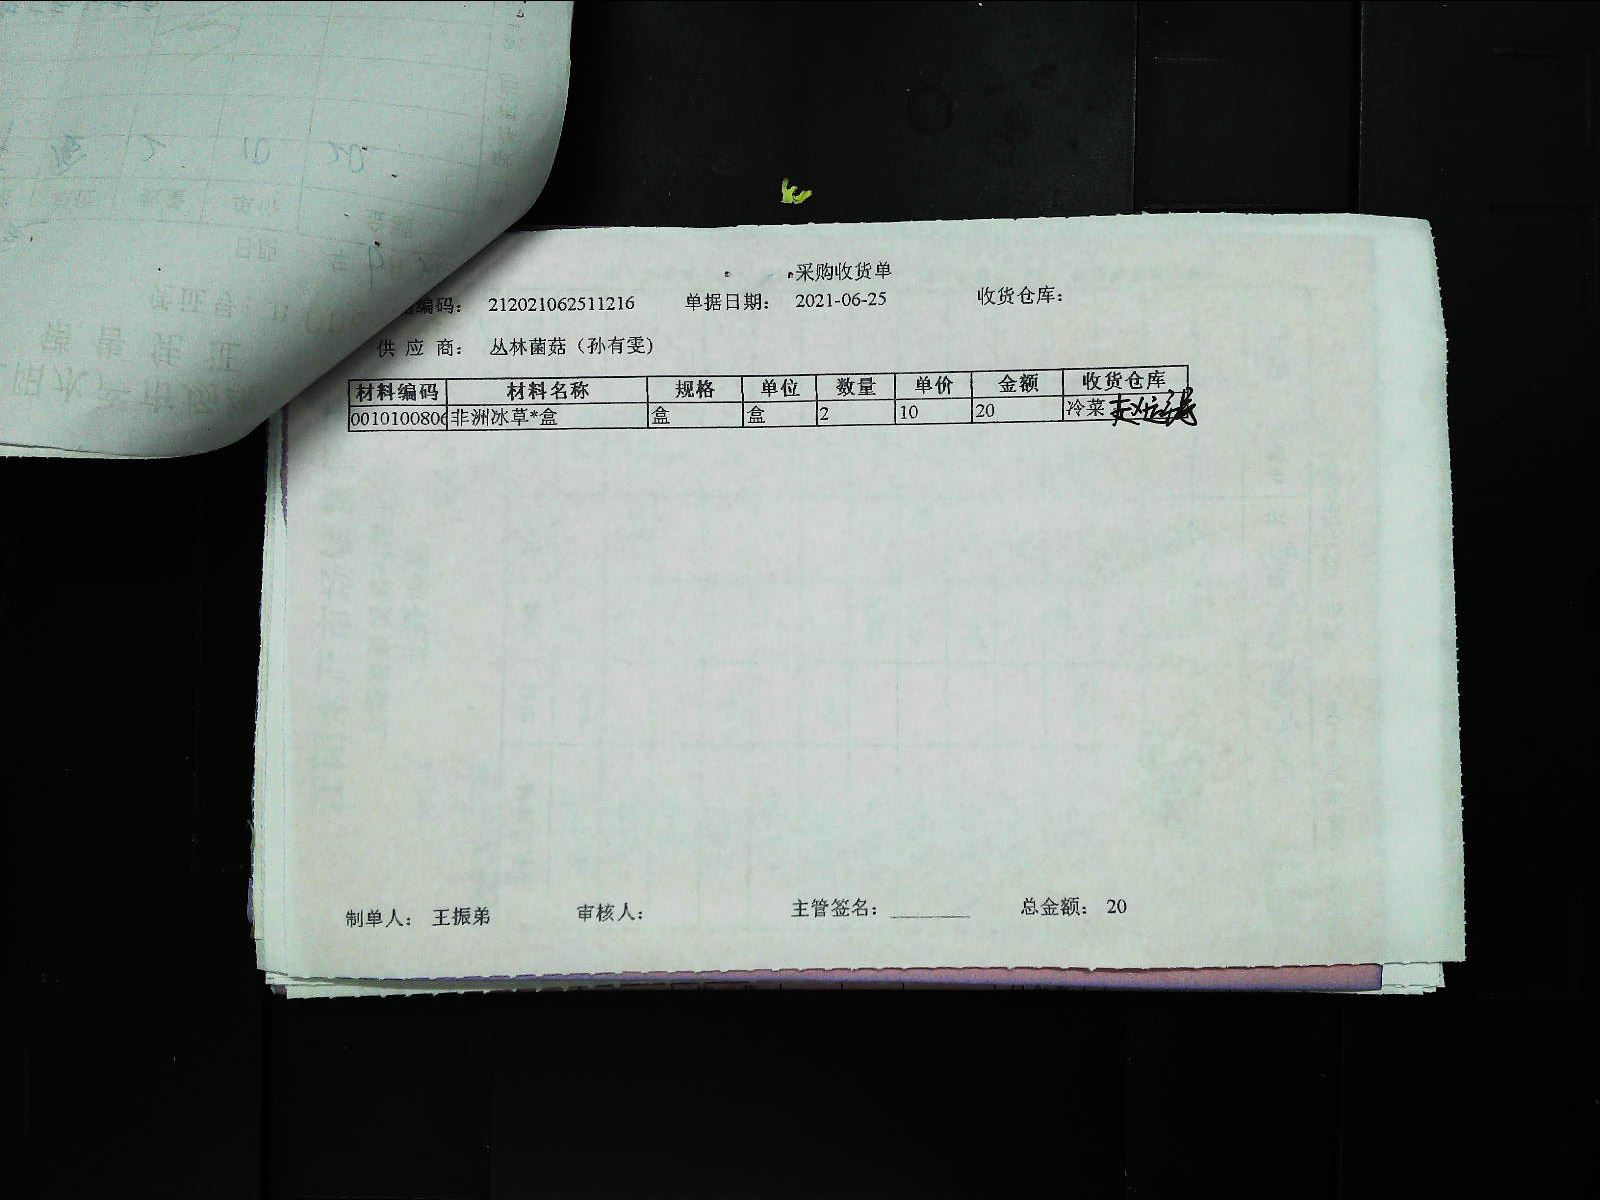 采购收货单
编码： 212021062511216 单据日期： 2021-06-25 收货仓库：
供应商： 丛林菌菇（孙有雯）
材料编码 材料名称 规格 单位 数量 单价 金额 收货仓库
0010100806 非洲冰草*盒 盒 盒 2 10 20 冷菜
制单人： 王振弟 审核人： 主管签名： 总金额： 20